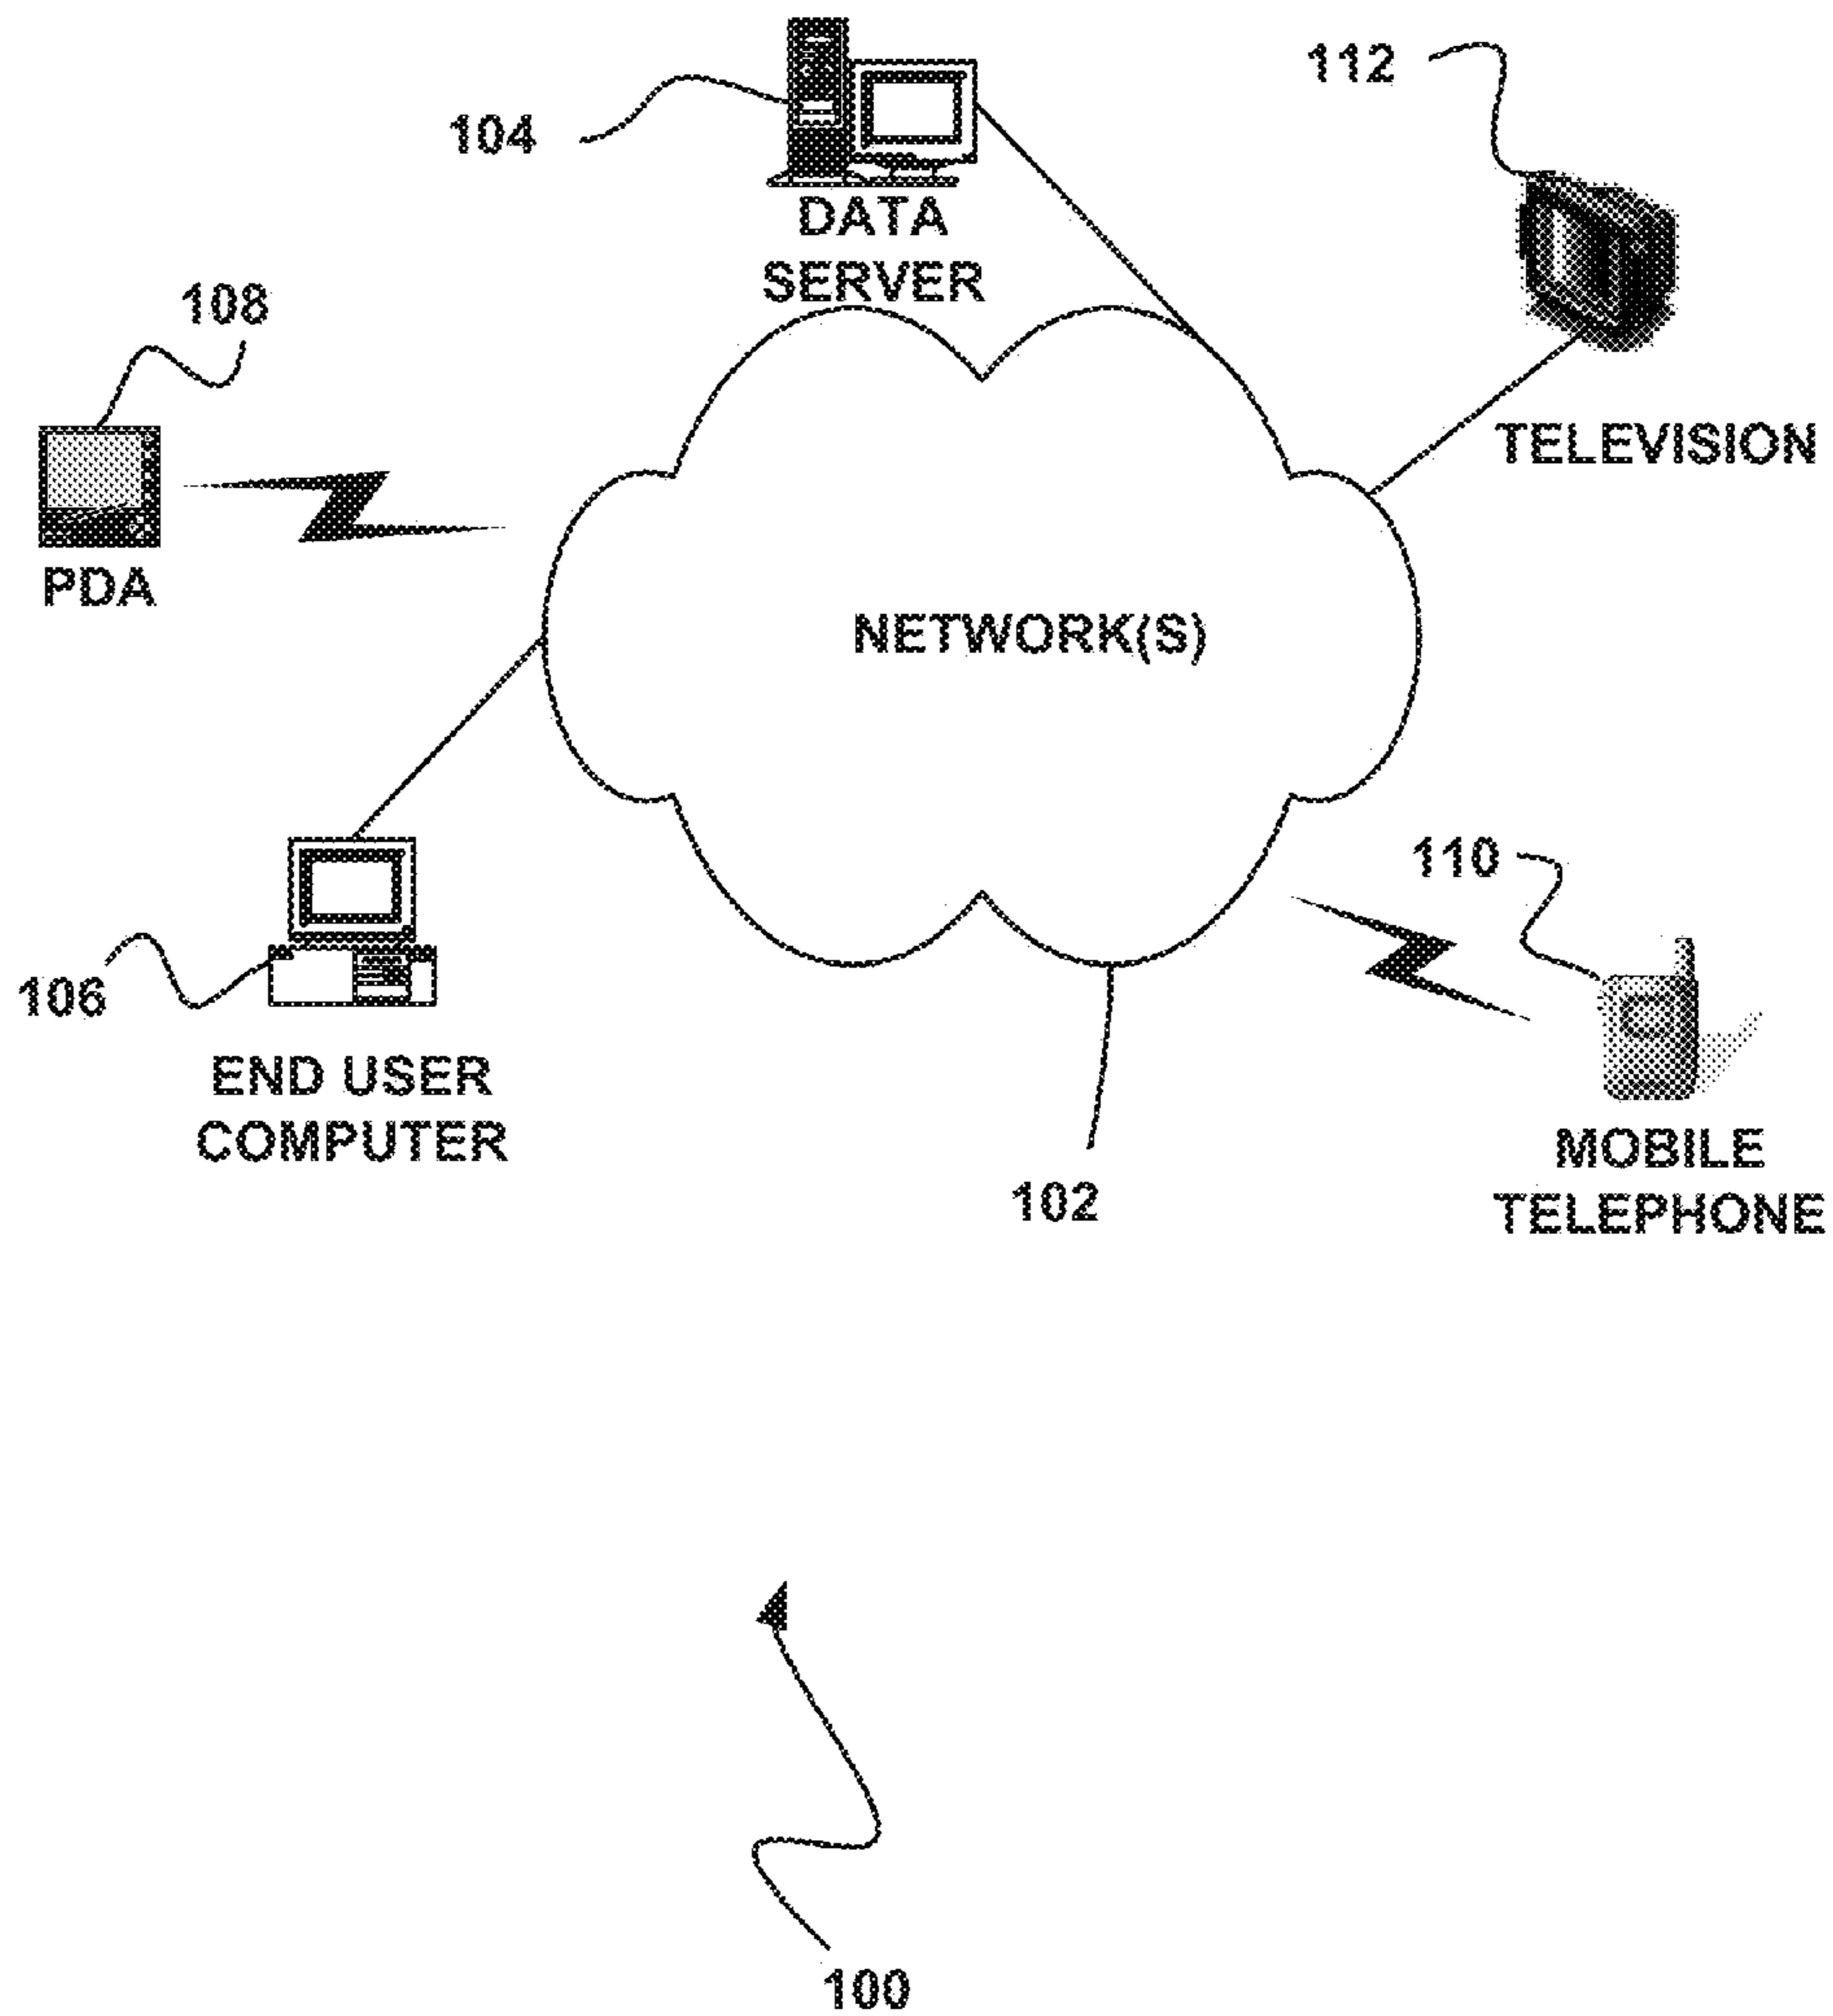 112
104
DATA
SERVER
108
TELEVISION
PDA
NETWORK(S)
110
106
END USER
COMPUTER
MOBILE
TELEPHONE
102
100